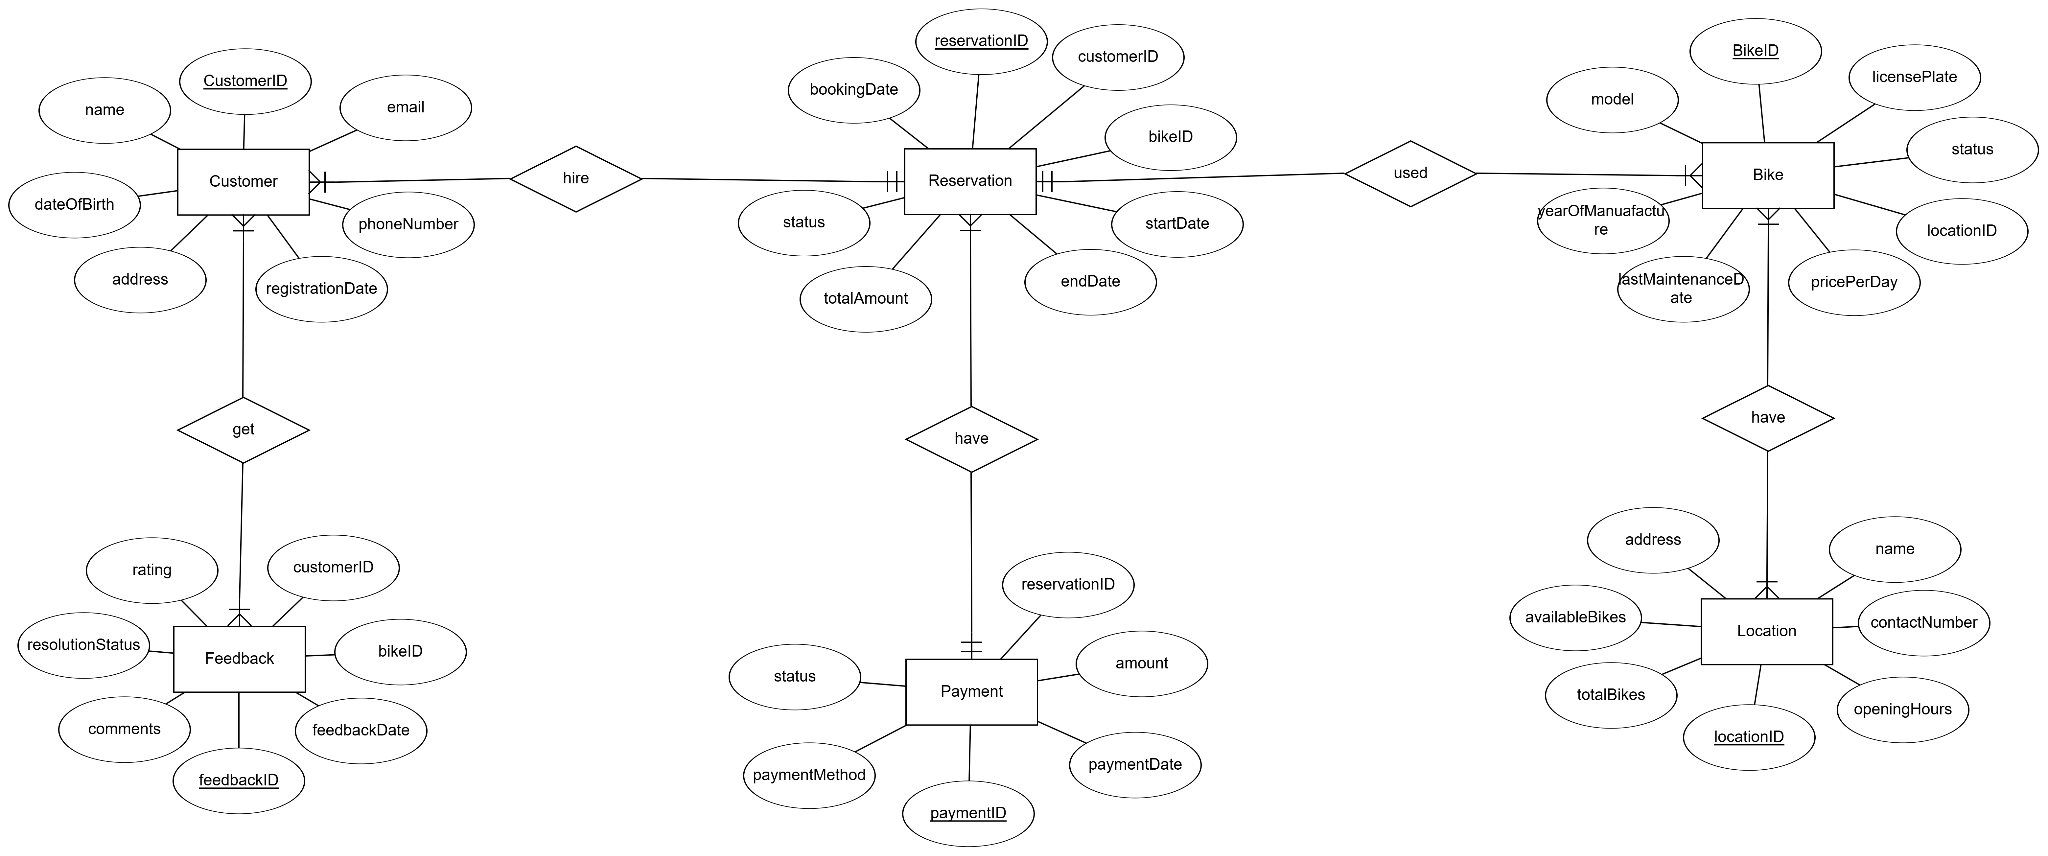 reservationID
customerID
bookingDate
bikeID
Reservation
status
startDate
totalAmount
endDate
CustomerID
name
email
Customer
dateOfBirth
phoneNumber
address
registrationDate
hire
used
BikeID
licensePlate
model
status
Bike
yearOfManuafactu
re
locationID
lastMaintenanceD
ate
pricePerDay
get
have
have
rating
customerID
resolutionStatus
Feedback
bikeID
comments
feedbackDate
feedbackID
reservationID
status
amount
Payment
paymentMethod
paymentDate
paymentID
address
name
availableBikes
contactNumber
Location
totalBikes
openingHours
locationID